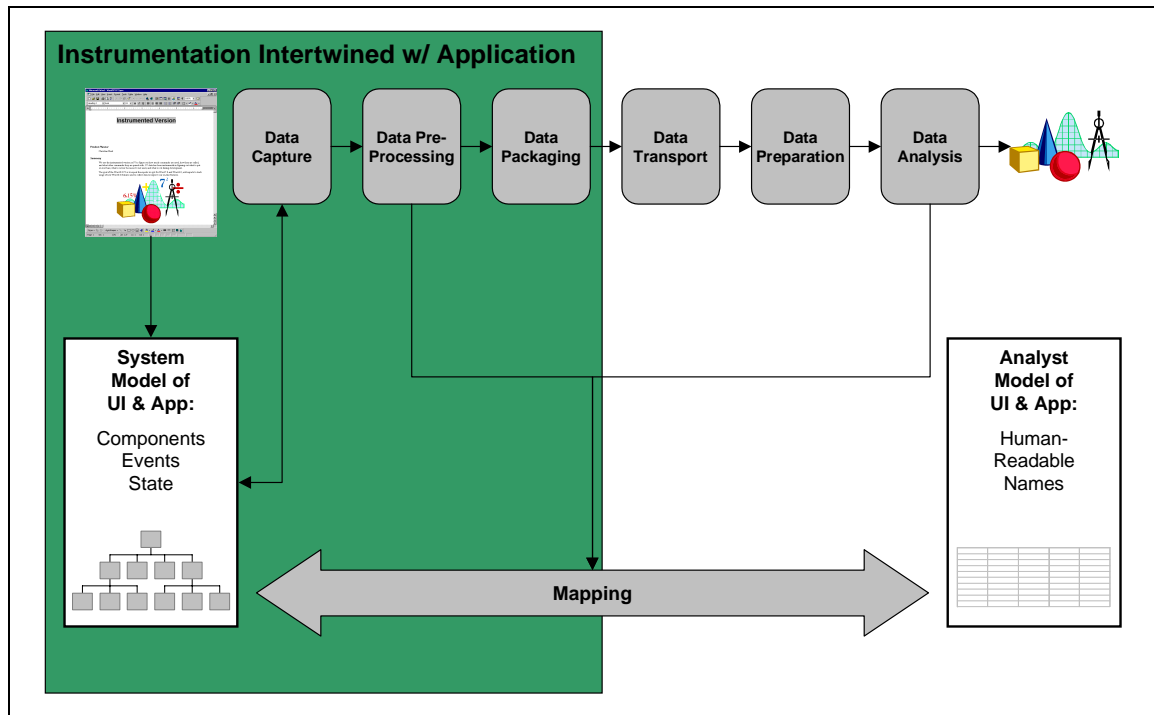 Instrumentation Intertwined w/ Application
Instrumented Version
Data
Capture
Data Pre-
Processing
Data
Packaging
Data
Transport
Data
Preparation
Data
Analysis
System
Model of
UI & App:
Components
Events
State
Analyst
Model of
UI & App:
Human-
Readable
Names
Mapping